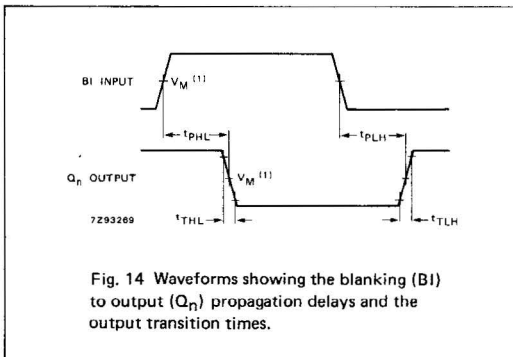 BI INPUT
V_M (1)
t_PHL
t_PLH
Q_n OUTPUT
V_M (1)
7Z93269
t_THL
t_TLH
Fig. 14 Waveforms showing the blanking (BI)
to output (Q_n) propagation delays and the
output transition times.